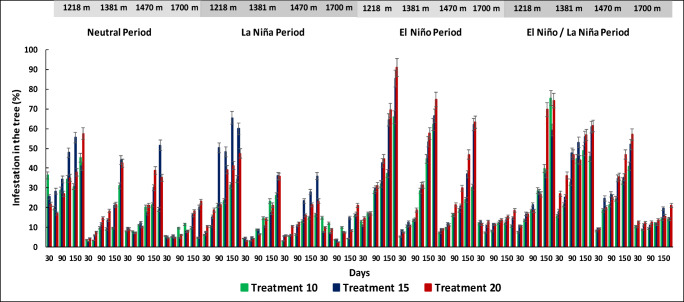 1218 m 1381 m 1470 m 1700 m 1218 m 1381 m 1470 m 1700 m 1218 m 1381 m 1470 m 1700 m 1218 m 1381 m 1470 m 1700 m
Neutral Period La Niña Period El Niño Period El Niño / La Niña Period
Infestation in the tree (%)
100
90
80
70
60
50
40
30
20
10
0
30 90 150 30 90 150 30 90 150 30 90 150 30 90 150 30 90 150 30 90 150 30 90 150 30 90 150 30 90 150 30 90 150 30 90 150 30 90 150 30 90 150 30 90 150 30 90 150
Days
Treatment 10 Treatment 15 Treatment 20